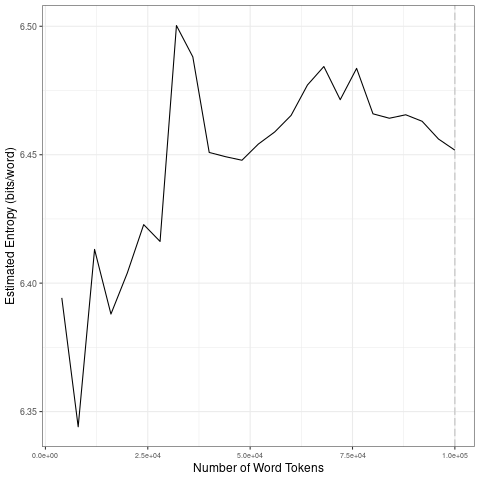 Estimated Entropy (bits/word)
6.50
6.45
6.40
6.35
0.0e+00 2.5e+04 5.0e+04 7.5e+04 1.0e+05
Number of Word Tokens